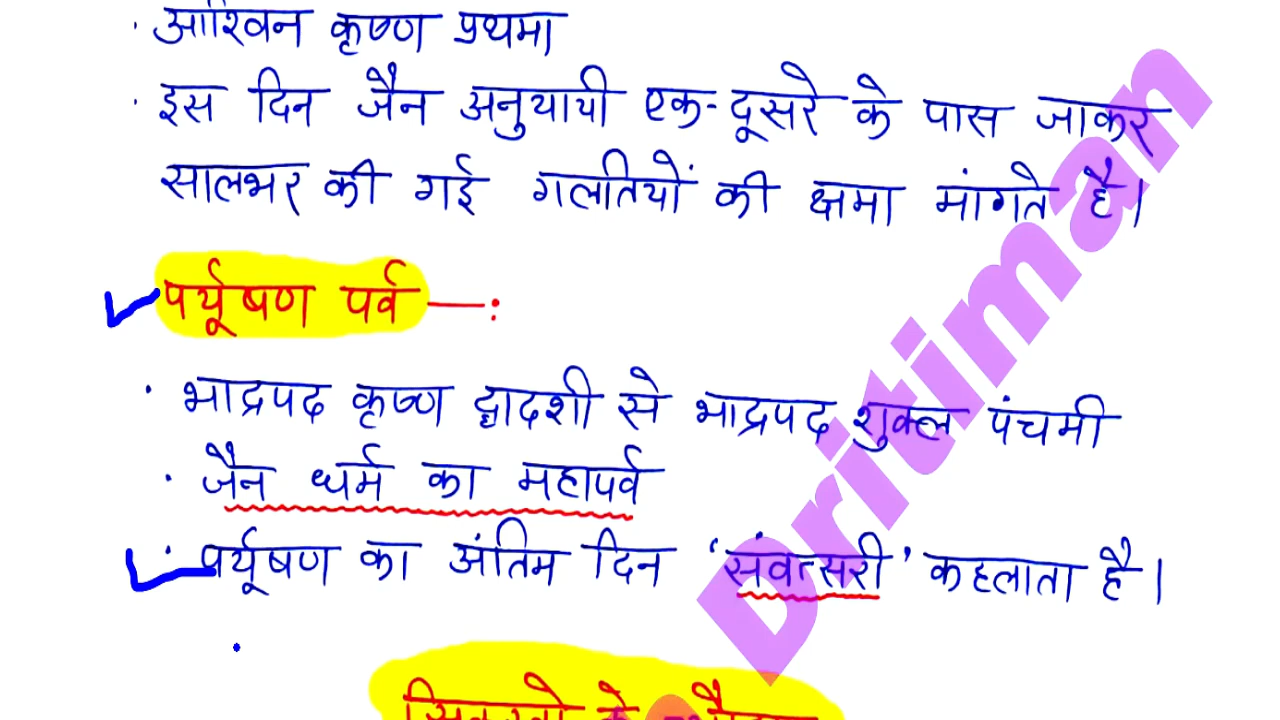 · आश्विन कृष्ण प्रथमा
· इस दिन जैन अनुयायी एक-दूसरे के पास जाकर
सालभर की गई गलतियों की क्षमा मांगते है।
पर्यूषण पर्व —:
· भाद्रपद कृष्ण द्वादशी से भाद्रपद शुक्ल पंचमी
· जैन धर्म का महापर्व
· पर्यूषण का अंतिम दिन 'संवत्सरी' कहलाता है।
Dritiman